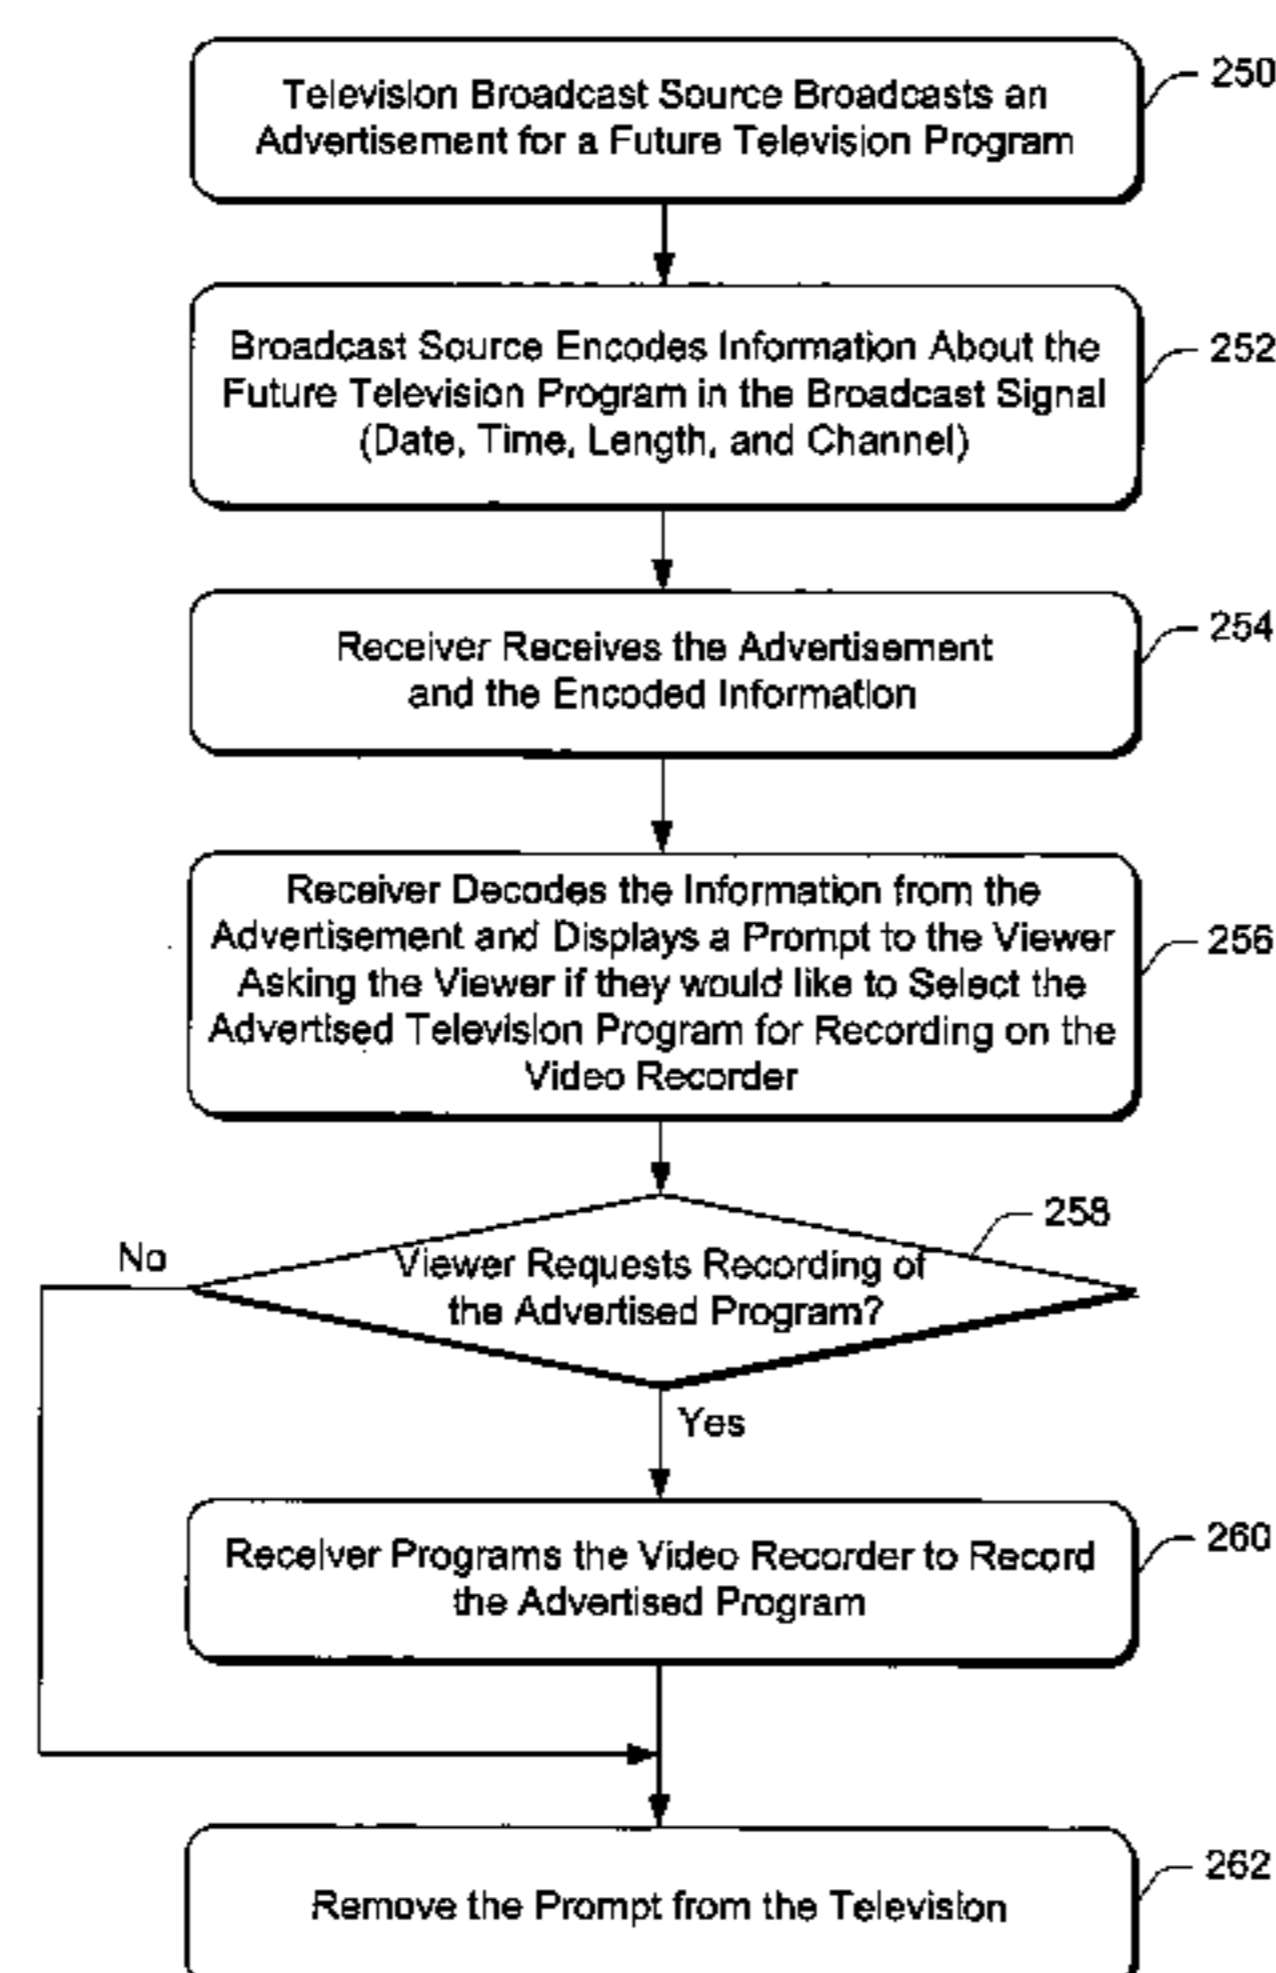 Television Broadcast Source Broadcasts an
Advertisement for a Future Television Program
250
Broadcast Source Encodes Information About the
Future Television Program in the Broadcast Signal
(Date, Time, Length, and Channel)
252
Receiver Receives the Advertisement
and the Encoded Information
254
Receiver Decodes the Information from the
Advertisement and Displays a Prompt to the Viewer
Asking the Viewer if they would like to Select the
Advertised Television Program for Recording on the
Video Recorder
256
258
No
Viewer Requests Recording of
the Advertised Program?
Yes
Receiver Programs the Video Recorder to Record
the Advertised Program
260
Remove the Prompt from the Television
262